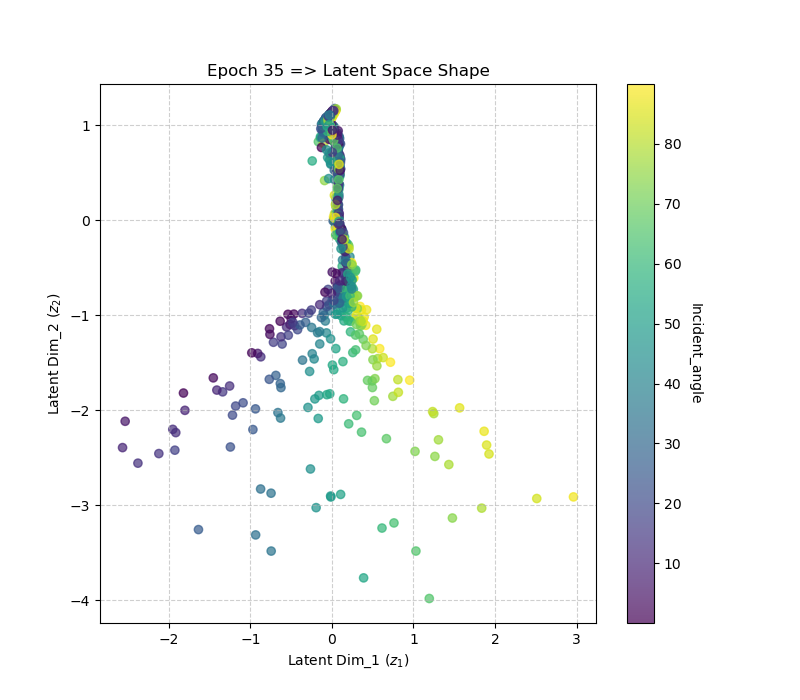 Epoch 35 => Latent Space Shape
1
0
−1
−2
−3
−4
Latent Dim_2 (z₂)
−2 −1 0 1 2 3
Latent Dim_1 (z₁)
80
70
60
50
40
30
20
10
Incident_angle